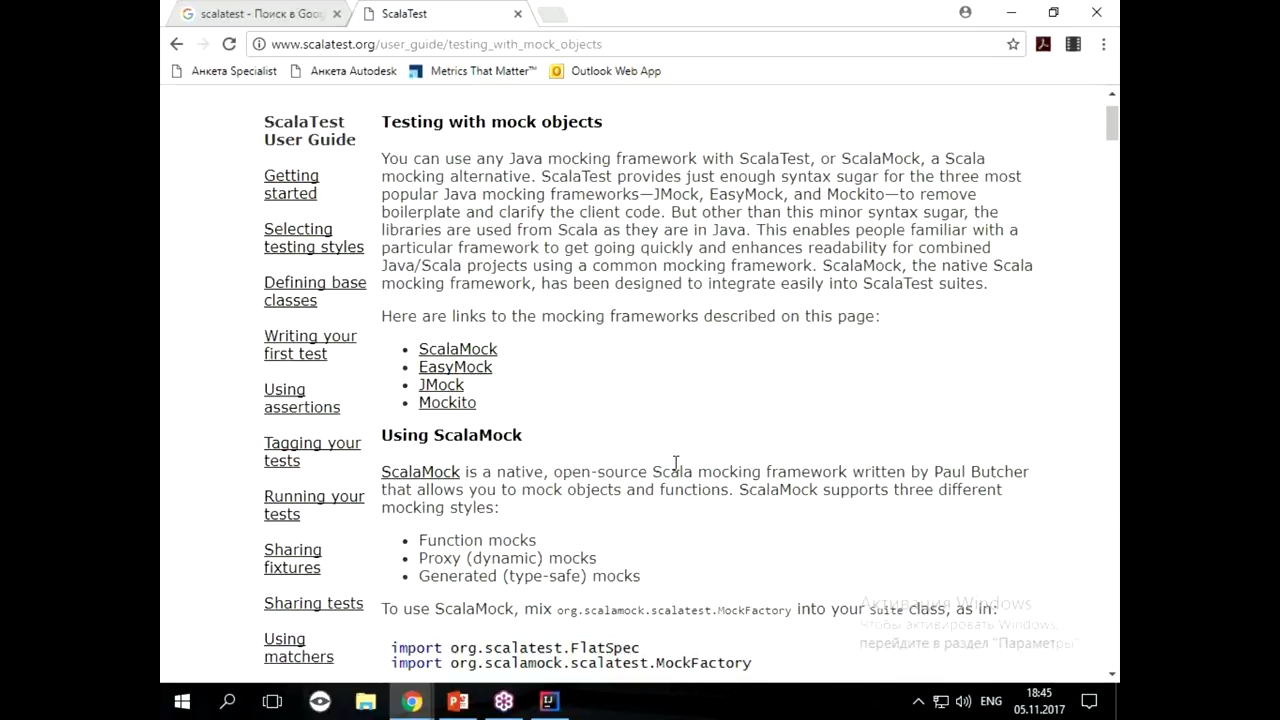 scalatest - Поиск в Goo
ScalaTest
www.scalatest.org/user_guide/testing_with_mock_objects
Анкета Specialist
Анкета Autodesk
Metrics That Matter™
Outlook Web App
ScalaTest
User Guide
Getting
started
Selecting
testing styles
Defining base
classes
Writing your
first test
Using
assertions
Tagging your
tests
Running your
tests
Sharing
fixtures
Sharing tests
Using
matchers
Testing with mock objects
You can use any Java mocking framework with ScalaTest, or ScalaMock, a Scala
mocking alternative. ScalaTest provides just enough syntax sugar for the three most
popular Java mocking frameworks—JMock, EasyMock, and Mockito—to remove
boilerplate and clarify the client code. But other than this minor syntax sugar, the
libraries are used from Scala as they are in Java. This enables people familiar with a
particular framework to get going quickly and enhances readability for combined
Java/Scala projects using a common mocking framework. ScalaMock, the native Scala
mocking framework, has been designed to integrate easily into ScalaTest suites.
Here are links to the mocking frameworks described on this page:
• ScalaMock
• EasyMock
• JMock
• Mockito
Using ScalaMock
ScalaMock is a native, open-source Scala mocking framework written by Paul Butcher
that allows you to mock objects and functions. ScalaMock supports three different
mocking styles:
• Function mocks
• Proxy (dynamic) mocks
• Generated (type-safe) mocks
To use ScalaMock, mix org.scalamock.scalatest.MockFactory into your Suite class, as in:
import org.scalatest.FlatSpec
import org.scalamock.scalatest.MockFactory
Активация Windows
Чтобы активировать Windows,
перейдите в раздел "Параметры"
ENG
18:45
05.11.2017